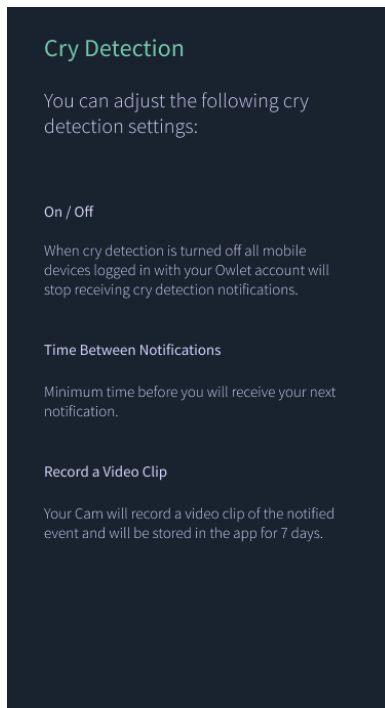 Cry Detection
You can adjust the following cry
detection settings:
On / Off
When cry detection is turned off all mobile
devices logged in with your Owlet account will
stop receiving cry detection notifications.
Time Between Notifications
Minimum time before you will receive your next
notification.
Record a Video Clip
Your Cam will record a video clip of the notified
event and will be stored in the app for 7 days.